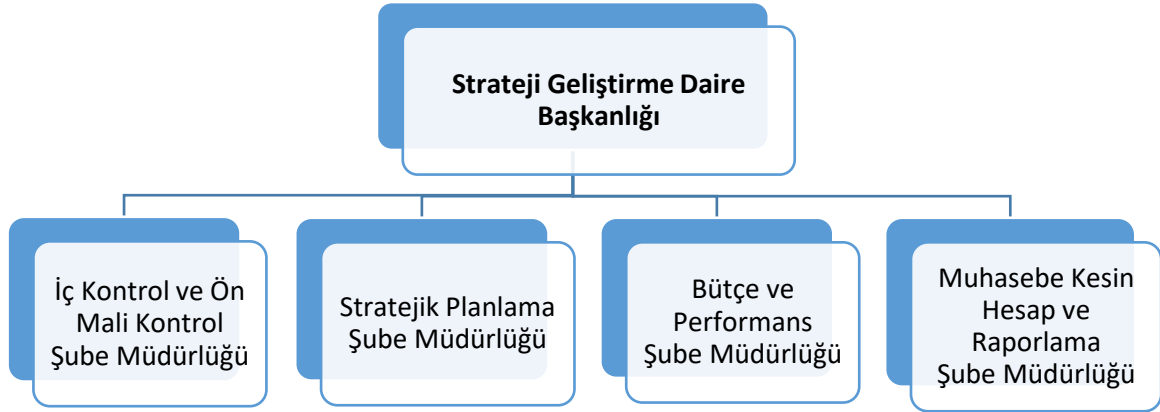 Strateji Geliştirme Daire
Başkanlığı
İç Kontrol ve Ön
Mali Kontrol
Şube Müdürlüğü
Stratejik Planlama
Şube Müdürlüğü
Bütçe ve
Performans
Şube Müdürlüğü
Muhasebe Kesin
Hesap ve
Raporlama
Şube Müdürlüğü